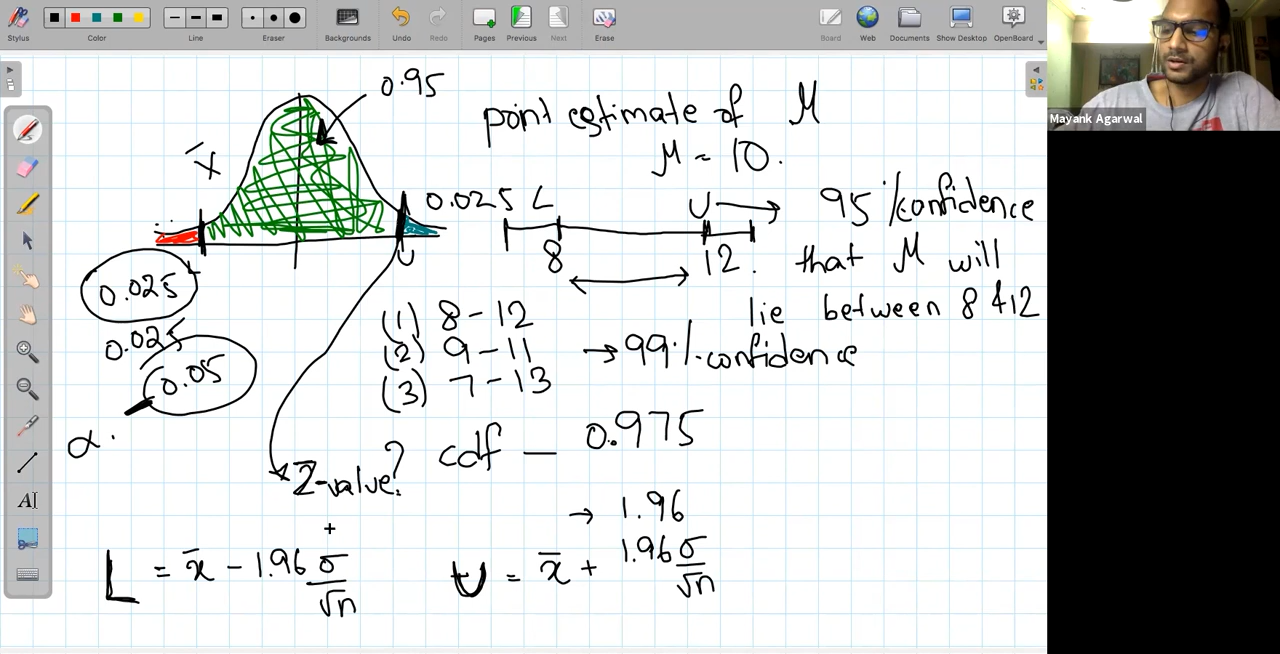 Stylus
Color
Line
Eraser
Backgrounds
Undo
Redo
Pages
Previous
Next
Erase
Board
Web
Documents
Show Desktop
OpenBoard
Mayank Agarwal
0.95
point estimate of M
x̄
M = 10.
0.025 L
U → 95 % confidence
8
12.
that M will
lie between 8 & 12
U
0.025
0.025
0.05
α.
(1) 8 - 12
(2) 9 - 11 → 99 % confidence
(3) 7 - 13
cdf — 0.975
Z-value?
→ 1.96
L = x̄ - 1.96 σ/√n
U = x̄ + 1.96 σ/√n